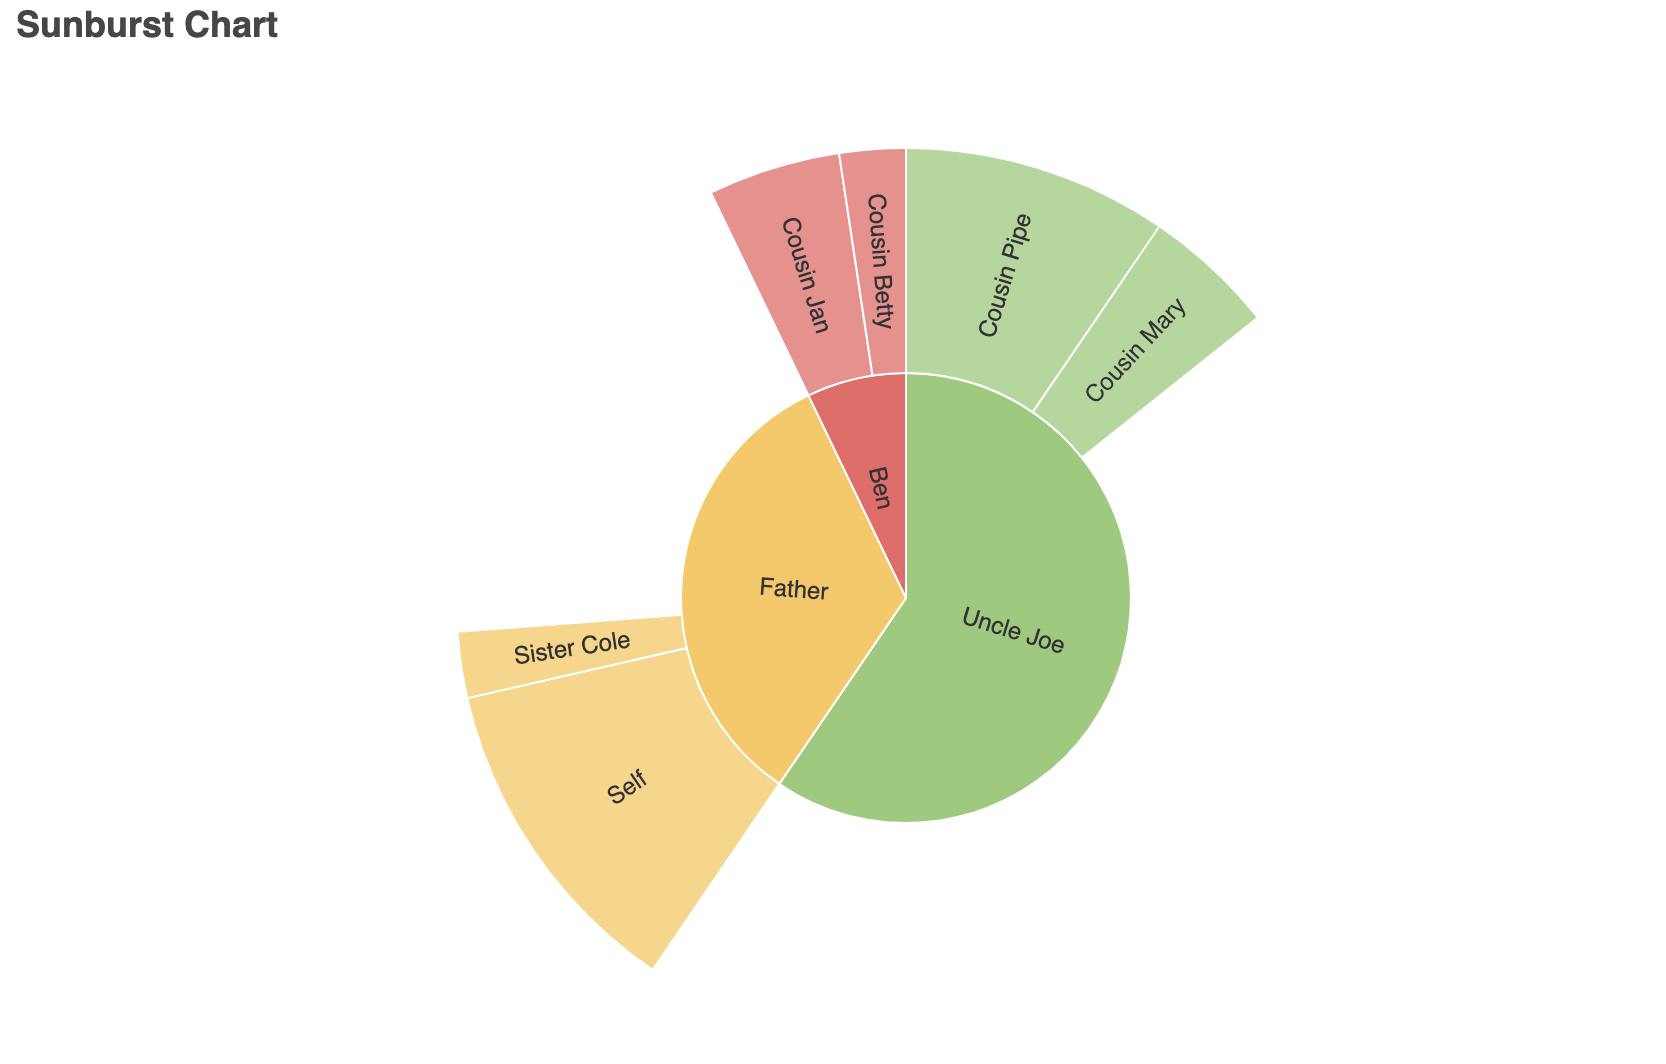 Sunburst Chart
Cousin Jan
Cousin Betty
Cousin Pipe
Cousin Mary
Ben
Father
Uncle Joe
Sister Cole
Self